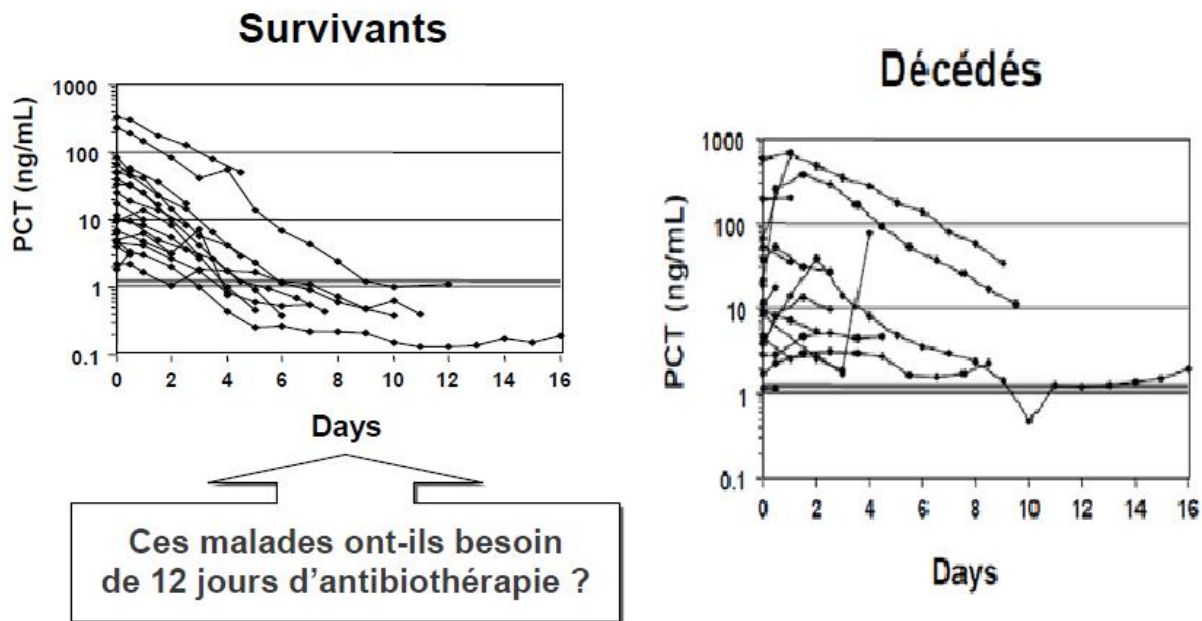 Survivants
PCT (ng/mL)
1000
100
10
1
0.1
0 2 4 6 8 10 12 14 16
Days
Ces malades ont-ils besoin
de 12 jours d’antibiothérapie ?
Décédés
PCT (ng/mL)
1000
100
10
1
0.1
0 2 4 6 8 10 12 14 16
Days